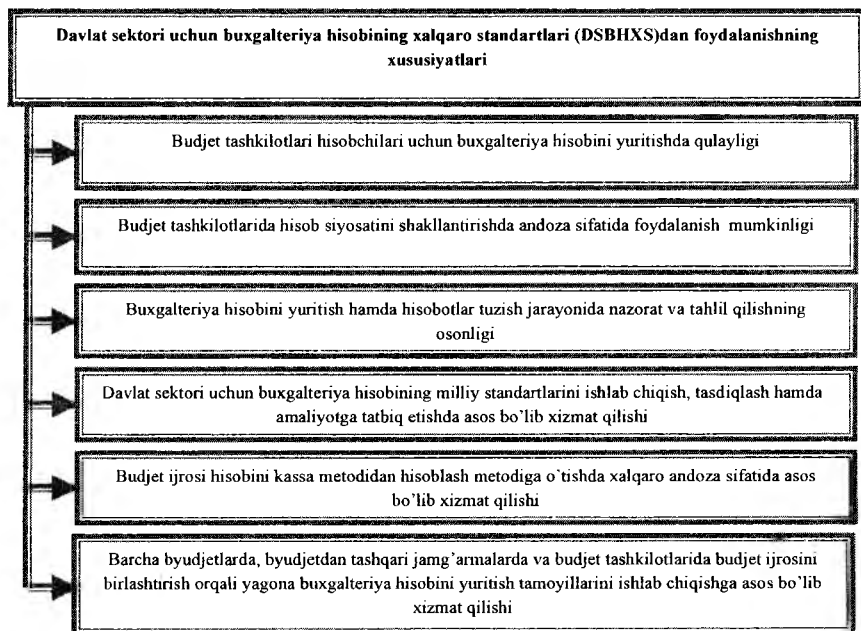 Davlat sektori uchun buxgalteriya hisobining xalqaro standartlari (DSBHXS)dan foydalanishning
xususiyatlari
Budjet tashkilotlari hisobchilari uchun buxgalteriya hisobini yuritishda qulayligi
Budjet tashkilotlarida hisob siyosatini shakllantirishda andoza sifatida foydalanish mumkinligi
Buxgalteriya hisobini yuritish hamda hisobotlar tuzish jarayonida nazorat va tahlil qilishning
osonligi
Davlat sektori uchun buxgalteriya hisobining milliy standartlarini ishlab chiqish, tasdiqlash hamda
amaliyotga tatbiq etishda asos bo'lib xizmat qilishi
Budjet ijrosi hisobini kassa metodidan hisoblash metodiga o`tishda xalqaro andoza sifatida asos
bo'lib xizmat qilishi
Barcha byudjetlarda, byudjetdan tashqari jamg'armalarda va budjet tashkilotlarida budjet ijrosini
birlashtirish orqali yagona buxgalteriya hisobini yuritish tamoyillarini ishlab chiqishga asos bo'lib
xizmat qilishi